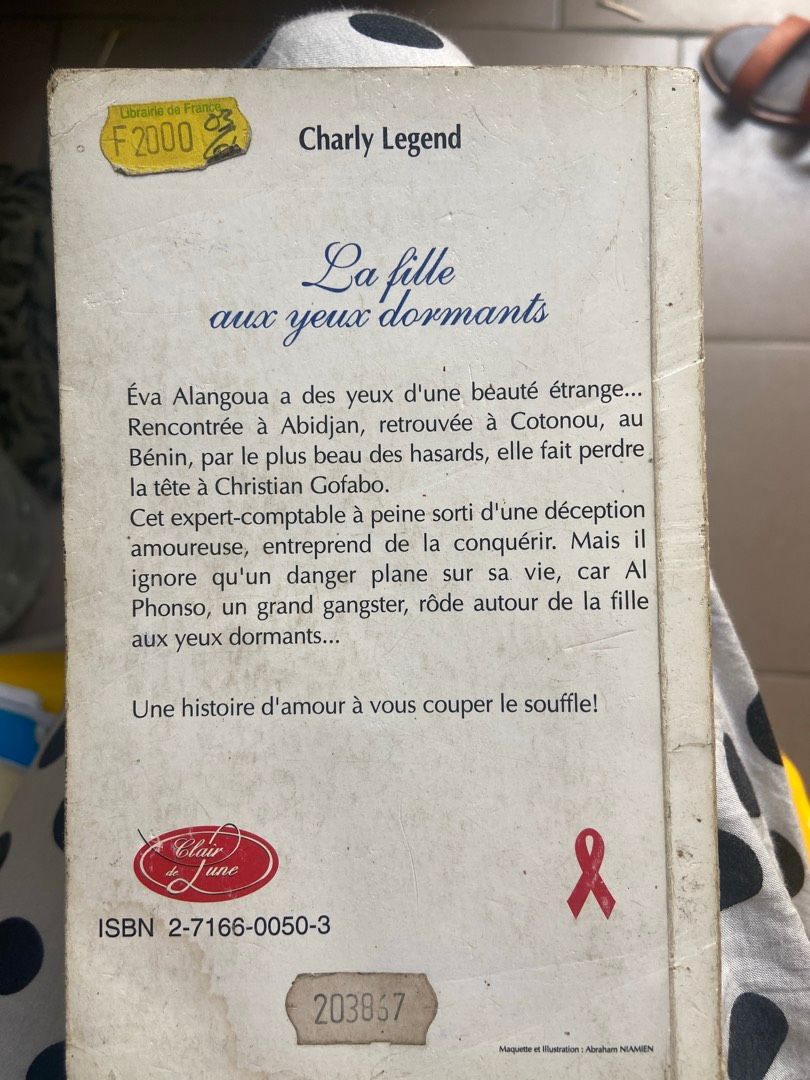 Librairie de France
F 2000
03
Charly Legend
La fille
aux yeux dormants
Éva Alangoua a des yeux d'une beauté étrange...
Rencontrée à Abidjan, retrouvée à Cotonou, au
Bénin, par le plus beau des hasards, elle fait perdre
la tête à Christian Gofabo.
Cet expert-comptable à peine sorti d'une déception
amoureuse, entreprend de la conquérir. Mais il
ignore qu'un danger plane sur sa vie, car Al
Phonso, un grand gangster, rôde autour de la fille
aux yeux dormants...
Une histoire d'amour à vous couper le souffle!
Clair
de Lune
ISBN 2-7166-0050-3
Maquette et Illustration : Abraham NIAMIEN